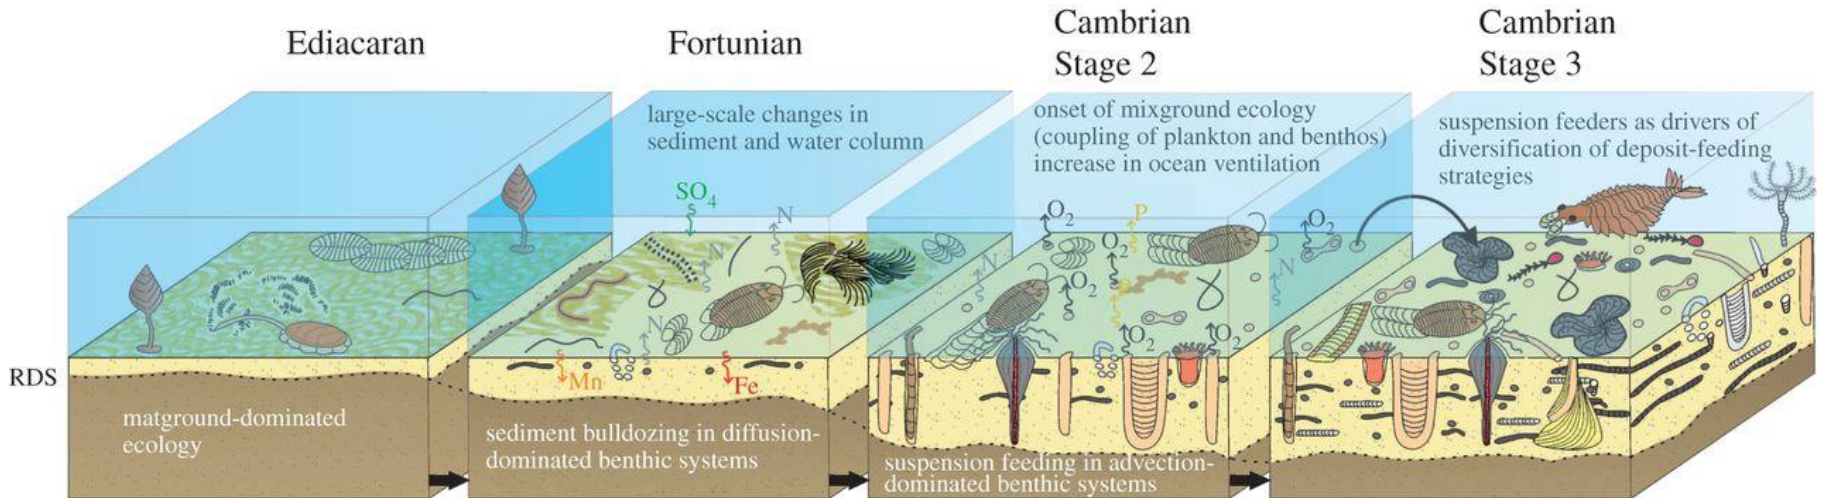 Ediacaran
Fortunian
Cambrian
Stage 2
Cambrian
Stage 3
large-scale changes in
sediment and water column
onset of mixground ecology
(coupling of plankton and benthos)
increase in ocean ventilation
suspension feeders as drivers of
diversification of deposit-feeding
strategies
SO4
N
N
N
Mn
Fe
O2
P
O2
O2
P
N
O2
O2
O2
N
RDS
matground-dominated
ecology
sediment bulldozing in diffusion-
dominated benthic systems
suspension feeding in advection-
dominated benthic systems